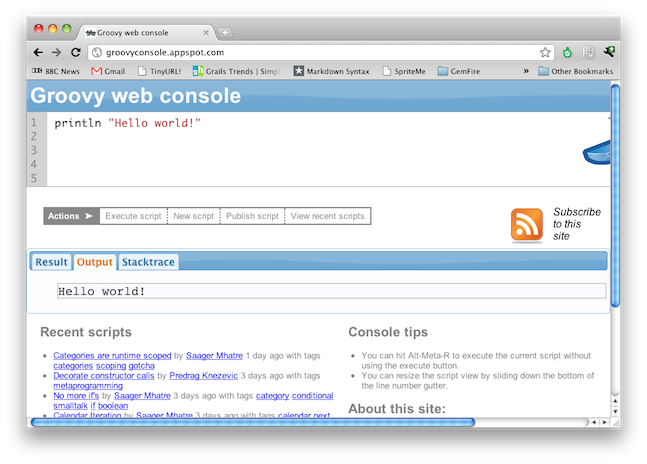 Groovy web console
groovyconsole.appspot.com
BBC News Gmail TinyURL! Grails Trends | Simpl Markdown Syntax SpriteMe GemFire » Other Bookmarks
Groovy web console
1 println "Hello world!"
2
3
4
5
Actions Execute script New script Publish script View recent scripts
Subscribe
to this
site
Result Output Stacktrace
Hello world!
Recent scripts
Categories are runtime scoped by Saager Mhatre 1 day ago with tags
categories scoping gotcha
Decorate constructor calls by Predrag Knezevic 3 days ago with tags
metaprogramming
No more if's by Saager Mhatre 3 days ago with tags category conditional
smalltalk if boolean
Calendar Iteration by Saager Mhatre 3 days ago with tags calendar next
Console tips
You can hit Alt-Meta-R to execute the current script without
using the execute button.
You can resize the script view by sliding down the bottom of
the line number gutter.
About this site: